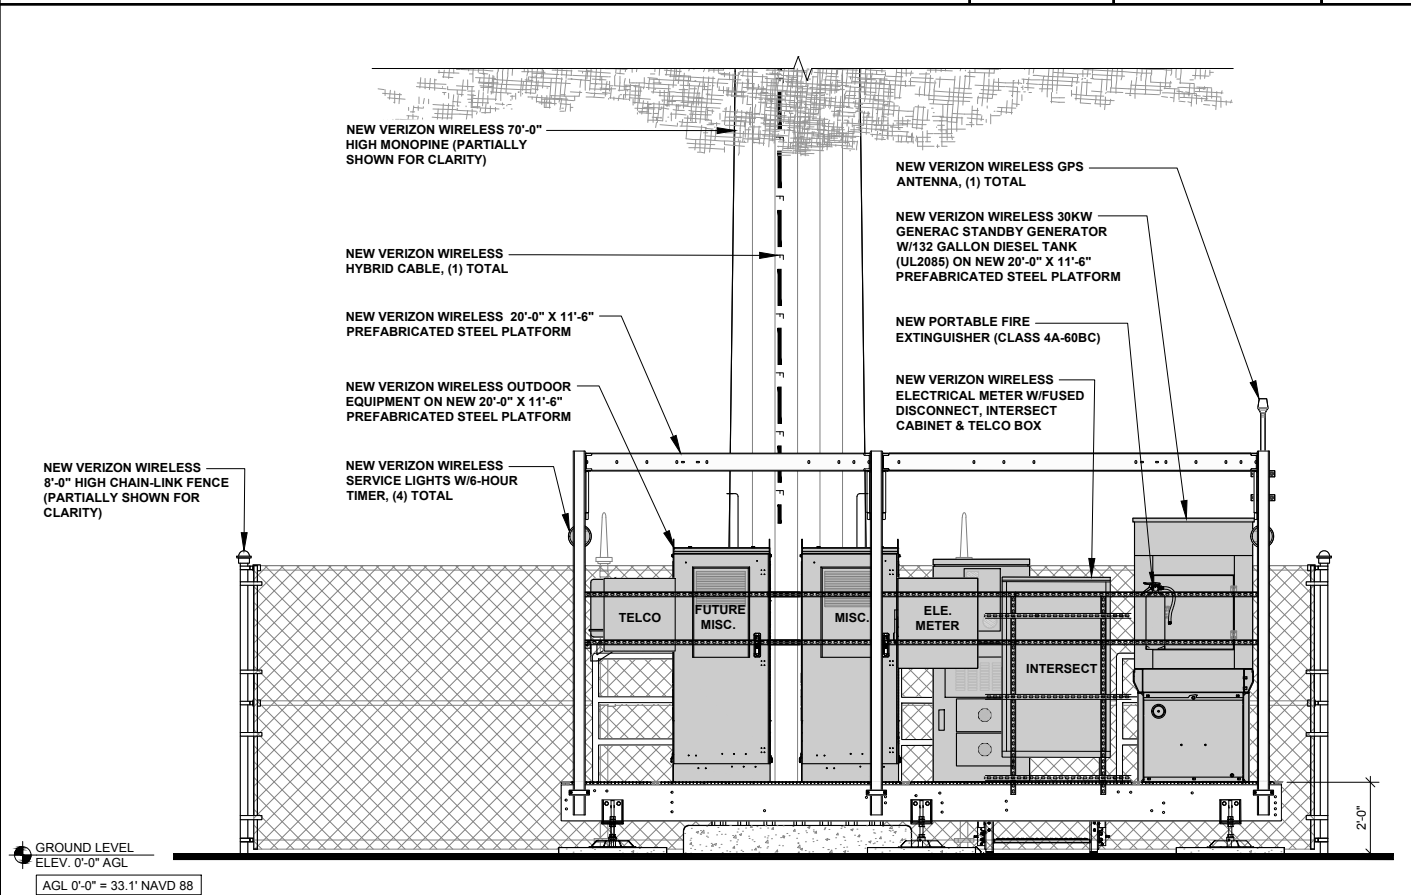 NEW VERIZON WIRELESS 70'-0"
HIGH MONOPINE (PARTIALLY
SHOWN FOR CLARITY)
NEW VERIZON WIRELESS
HYBRID CABLE, (1) TOTAL
NEW VERIZON WIRELESS 20'-0" X 11'-6"
PREFABRICATED STEEL PLATFORM
NEW VERIZON WIRELESS OUTDOOR
EQUIPMENT ON NEW 20'-0" X 11'-6"
PREFABRICATED STEEL PLATFORM
NEW VERIZON WIRELESS
SERVICE LIGHTS W/6-HOUR
TIMER, (4) TOTAL
NEW VERIZON WIRELESS
8'-0" HIGH CHAIN-LINK FENCE
(PARTIALLY SHOWN FOR
CLARITY)
NEW VERIZON WIRELESS GPS
ANTENNA, (1) TOTAL
NEW VERIZON WIRELESS 30KW
GENERAC STANDBY GENERATOR
W/132 GALLON DIESEL TANK
(UL2085) ON NEW 20'-0" X 11'-6"
PREFABRICATED STEEL PLATFORM
NEW PORTABLE FIRE
EXTINGUISHER (CLASS 4A-60BC)
NEW VERIZON WIRELESS
ELECTRICAL METER W/FUSED
DISCONNECT, INTERSECT
CABINET & TELCO BOX
TELCO
FUTURE
MISC.
MISC.
ELE.
METER
INTERSECT
2'-0"
GROUND LEVEL
ELEV. 0'-0" AGL
AGL 0'-0" = 33.1' NAVD 88